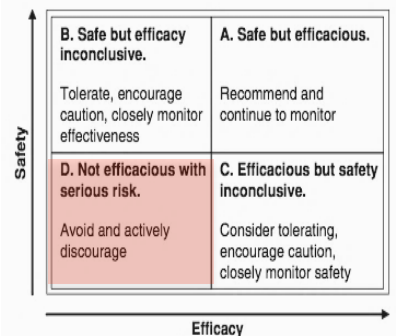 Safety
B. Safe but efficacy
inconclusive.
Tolerate, encourage
caution, closely monitor
effectiveness
A. Safe but efficacious.
Recommend and
continue to monitor
D. Not efficacious with
serious risk.
Avoid and actively
discourage
C. Efficacious but safety
inconclusive.
Consider tolerating,
encourage caution,
closely monitor safety
Efficacy